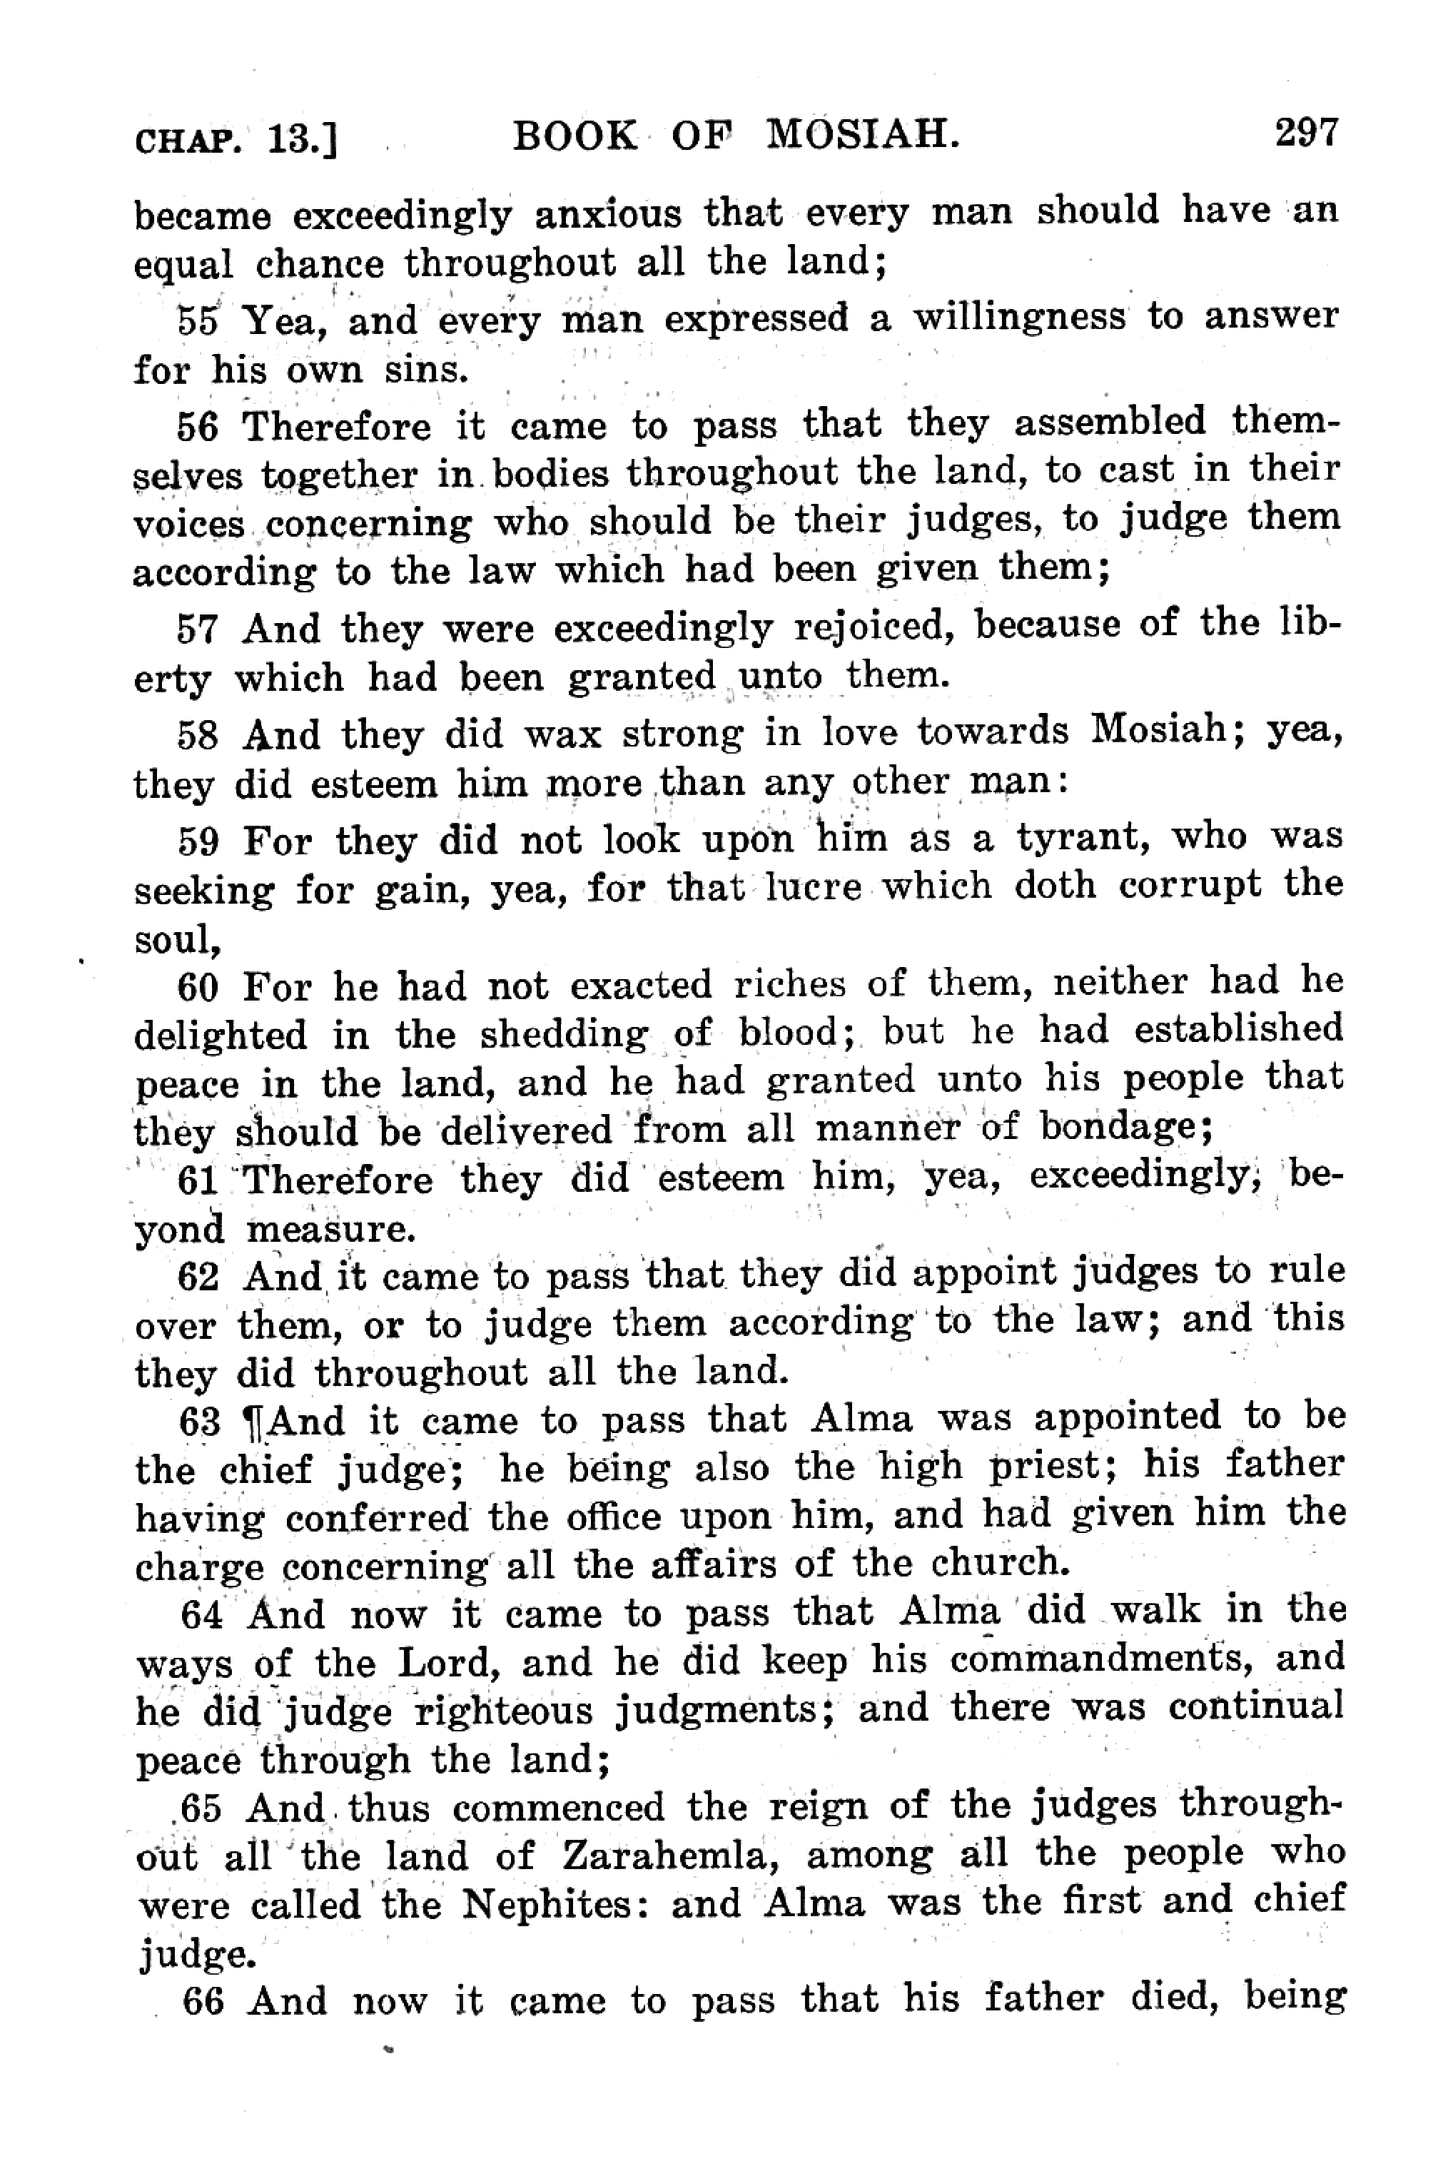 CHAP. 13.] BOOK OF MOSIAH. 297
became exceedingly anxious that every man should have an
equal chance throughout all the land;
55 Yea, and every man expressed a willingness to answer
for his own sins.
56 Therefore it came to pass that they assembled them-
selves together in bodies throughout the land, to cast in their
voices concerning who should be their judges, to judge them
according to the law which had been given them;
57 And they were exceedingly rejoiced, because of the lib-
erty which had been granted unto them.
58 And they did wax strong in love towards Mosiah; yea,
they did esteem him more than any other man:
59 For they did not look upon him as a tyrant, who was
seeking for gain, yea, for that lucre which doth corrupt the
soul,
60 For he had not exacted riches of them, neither had he
delighted in the shedding of blood; but he had established
peace in the land, and he had granted unto his people that
they should be delivered from all manner of bondage;
61 Therefore they did esteem him, yea, exceedingly, be-
yond measure.
62 And it came to pass that they did appoint judges to rule
over them, or to judge them according to the law; and this
they did throughout all the land.
63 ¶And it came to pass that Alma was appointed to be
the chief judge; he being also the high priest; his father
having conferred the office upon him, and had given him the
charge concerning all the affairs of the church.
64 And now it came to pass that Alma did walk in the
ways of the Lord, and he did keep his commandments, and
he did judge righteous judgments; and there was continual
peace through the land;
65 And thus commenced the reign of the judges through-
out all the land of Zarahemla, among all the people who
were called the Nephites: and Alma was the first and chief
judge.
66 And now it came to pass that his father died, being